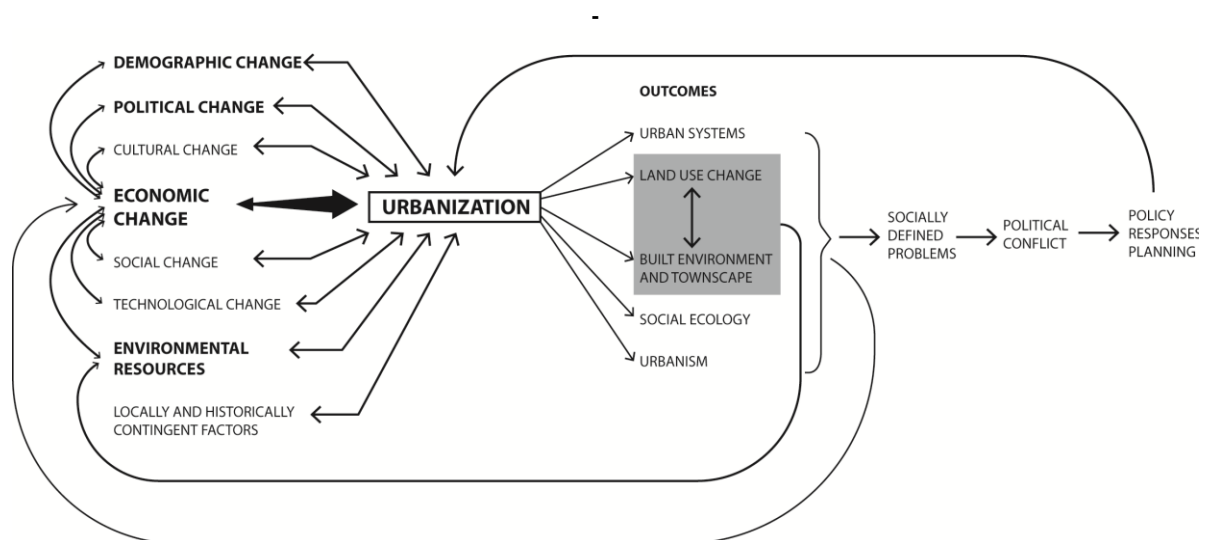 -
DEMOGRAPHIC CHANGE
POLITICAL CHANGE
CULTURAL CHANGE
ECONOMIC
CHANGE
SOCIAL CHANGE
TECHNOLOGICAL CHANGE
ENVIRONMENTAL
RESOURCES
LOCALLY AND HISTORICALLY
CONTINGENT FACTORS
URBANIZATION
OUTCOMES
URBAN SYSTEMS
LAND USE CHANGE
BUILT ENVIRONMENT
AND TOWNSCAPE
SOCIAL ECOLOGY
URBANISM
SOCIALLY
DEFINED
PROBLEMS
POLITICAL
CONFLICT
POLICY
RESPONSES
PLANNING